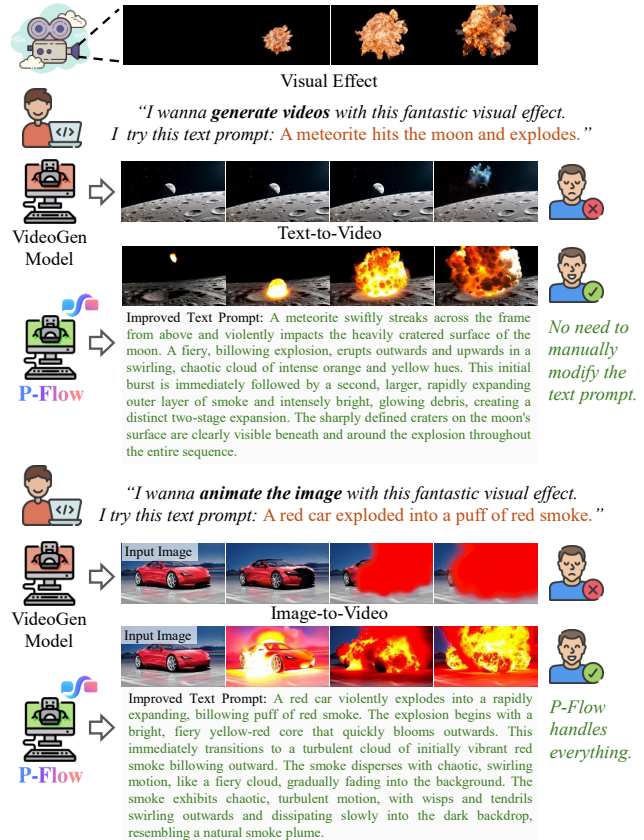 Visual Effect
“I wanna generate videos with this fantastic visual effect.
I try this text prompt: A meteorite hits the moon and explodes.”
VideoGen
Model
Text-to-Video
P-Flow
Improved Text Prompt: A meteorite swiftly streaks across the frame
from above and violently impacts the heavily cratered surface of the
moon. A fiery, billowing explosion, erupts outwards and upwards in a
swirling, chaotic cloud of intense orange and yellow hues. This initial
burst is immediately followed by a second, larger, rapidly expanding
outer layer of smoke and intensely bright, glowing debris, creating a
distinct two-stage expansion. The sharply defined craters on the moon's
surface are clearly visible beneath and around the explosion throughout
the entire sequence.
No need to
manually
modify the
text prompt.
“I wanna animate the image with this fantastic visual effect.
I try this text prompt: A red car exploded into a puff of red smoke.”
Input Image
VideoGen
Model
Image-to-Video
Input Image
P-Flow
Improved Text Prompt: A red car violently explodes into a rapidly
expanding, billowing puff of red smoke. The explosion begins with a
bright, fiery yellow-red core that quickly blooms outwards. This
immediately transitions to a turbulent cloud of initially vibrant red
smoke billowing outward. The smoke disperses with chaotic, swirling
motion, like a fiery cloud, gradually fading into the background. The
smoke exhibits chaotic, turbulent motion, with wisps and tendrils
swirling outwards and dissipating slowly into the dark backdrop,
resembling a natural smoke plume.
P-Flow
handles
everything.